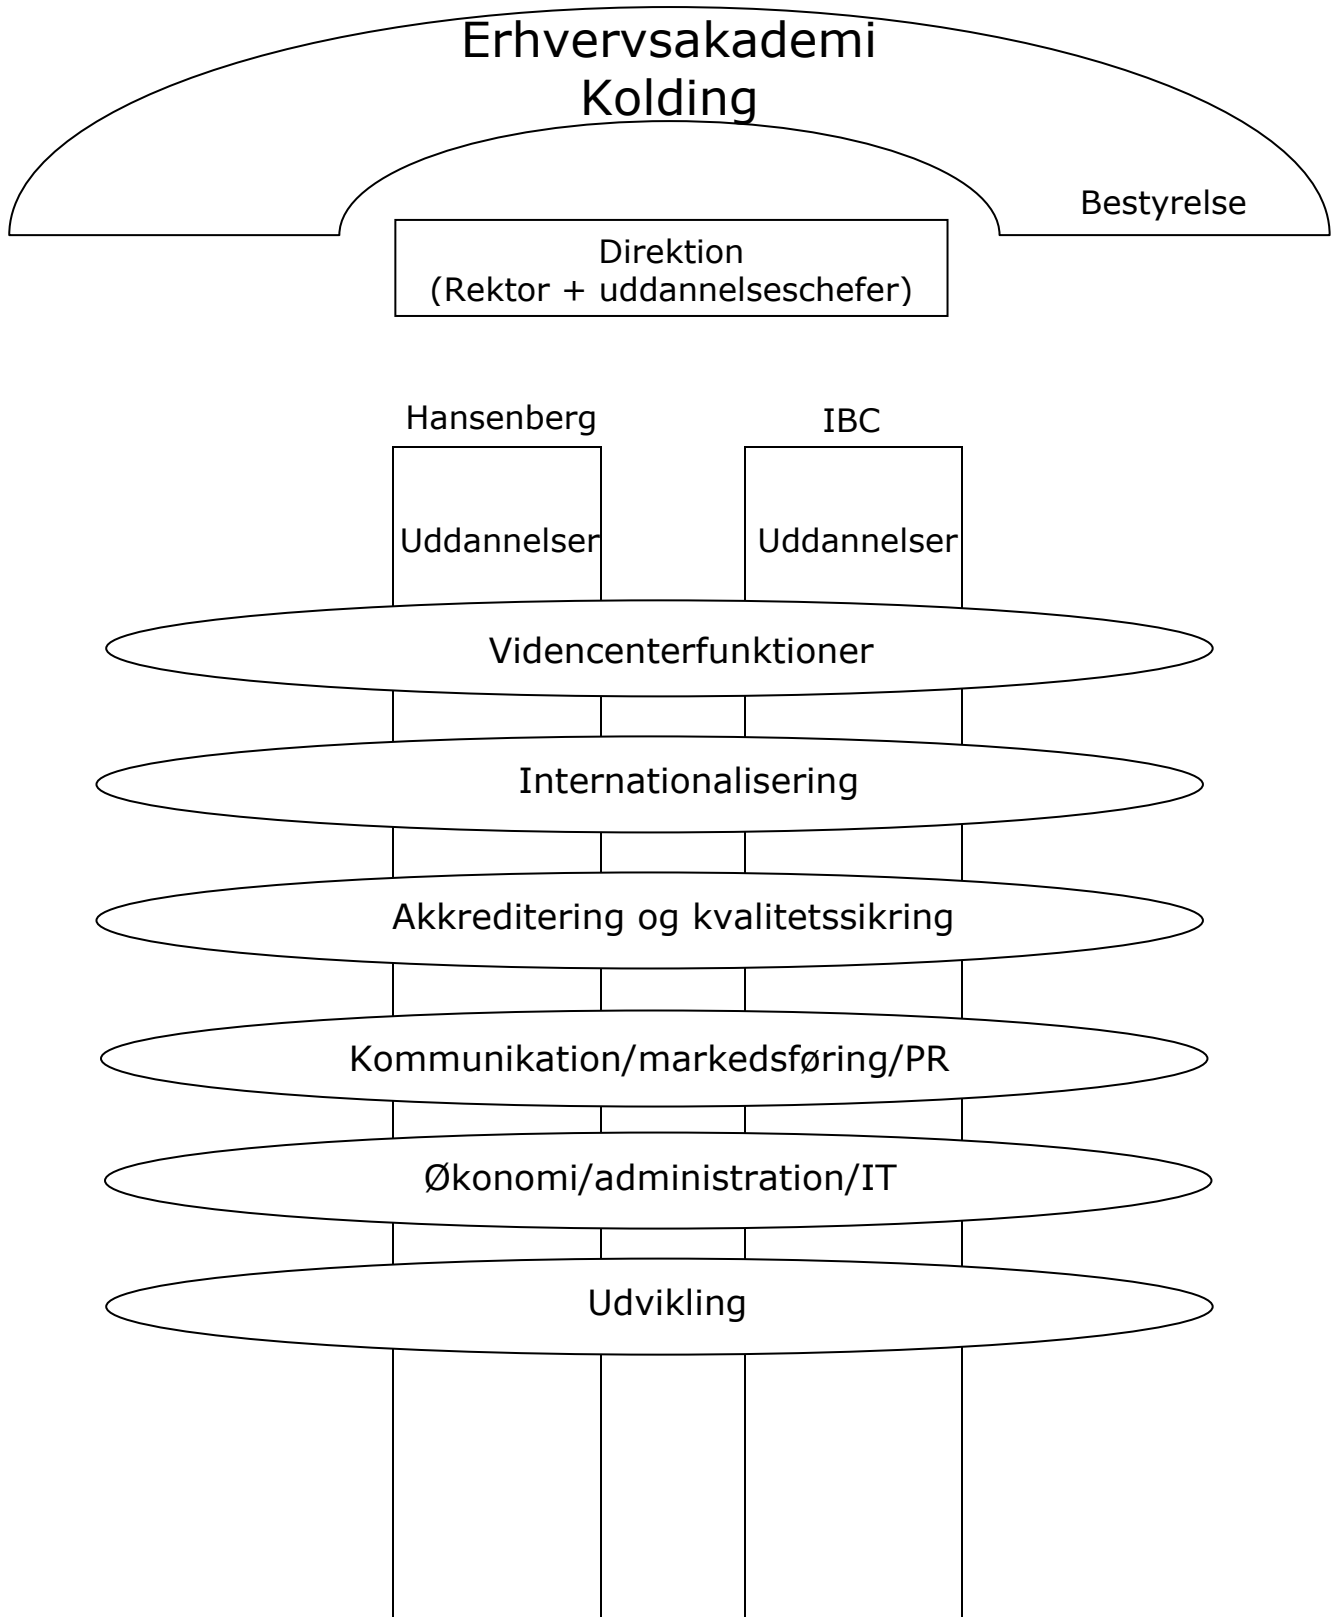 Erhvervsakademi
Kolding
Bestyrelse
Direktion
(Rektor + uddannelseschefer)
Hansenberg
IBC
Uddannelser
Uddannelser
Videncenterfunktioner
Internationalisering
Akkreditering og kvalitetssikring
Kommunikation/markedsføring/PR
Økonomi/administration/IT
Udvikling